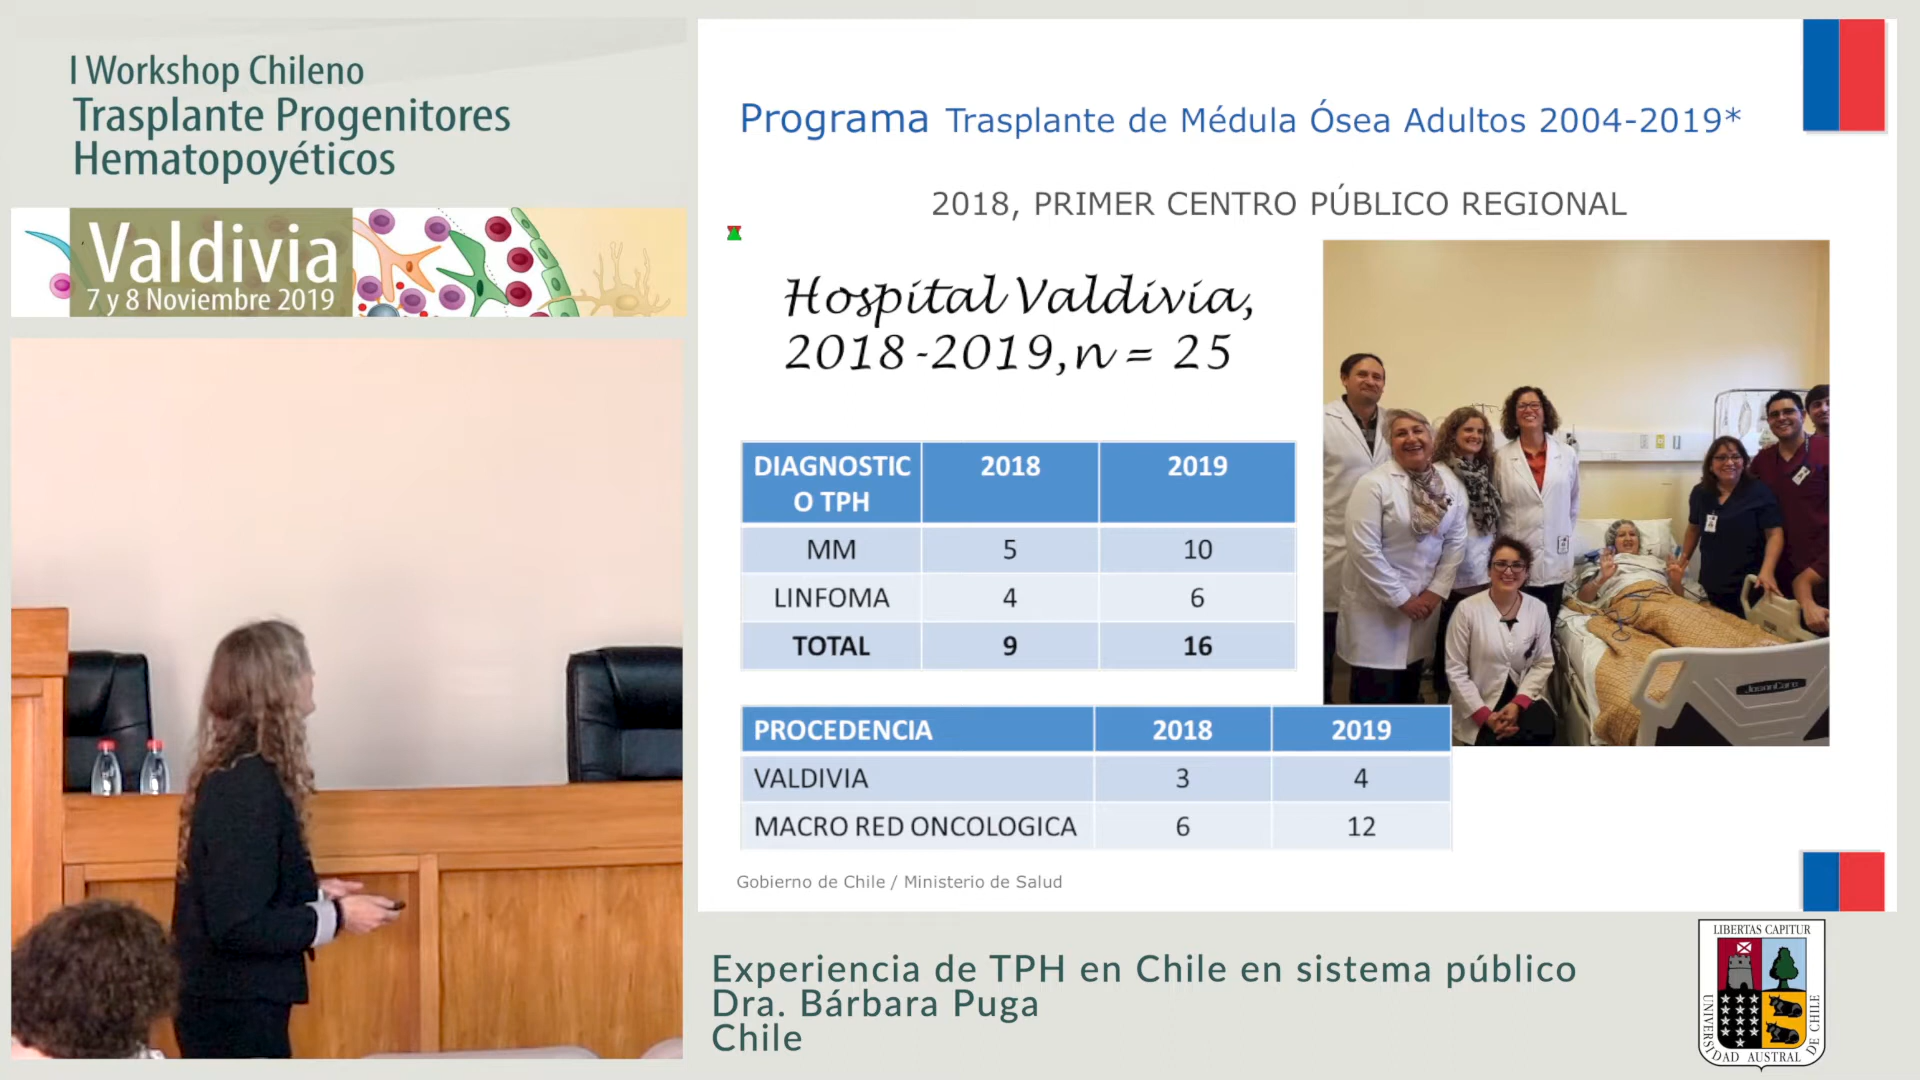 I Workshop Chileno
Trasplante Progenitores
Hematopoyéticos
Valdivia
7 y 8 Noviembre 2019
Programa Trasplante de Médula Ósea Adultos 2004-2019*
2018, PRIMER CENTRO PÚBLICO REGIONAL
Hospital Valdivia,
2018-2019, n = 25
DIAGNOSTIC
O TPH 2018 2019
MM 5 10
LINFOMA 4 6
TOTAL 9 16
PROCEDENCIA 2018 2019
VALDIVIA 3 4
MACRO RED ONCOLOGICA 6 12
Gobierno de Chile / Ministerio de Salud
Experiencia de TPH en Chile en sistema público
Dra. Bárbara Puga
Chile
LIBERTAS CAPITUR
UNIVERSIDAD AUSTRAL DE CHILE